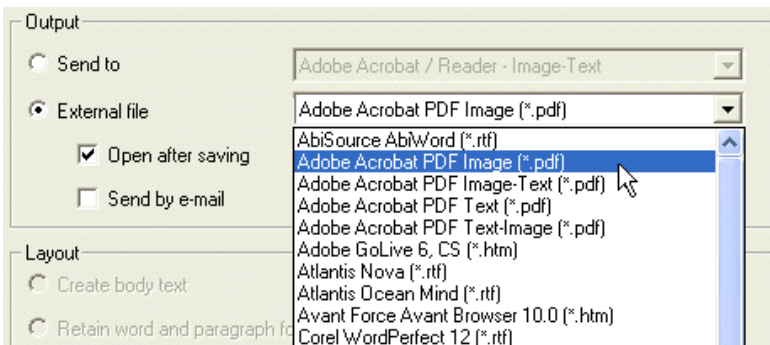 Output
Send to
Adobe Acrobat / Reader - Image-Text
External file
Adobe Acrobat PDF Image (*.pdf)
Open after saving
Send by e-mail
AbiSource AbiWord (*.rtf)
Adobe Acrobat PDF Image (*.pdf)
Adobe Acrobat PDF Image-Text (*.pdf)
Adobe Acrobat PDF Text (*.pdf)
Adobe Acrobat PDF Text-Image (*.pdf)
Adobe GoLive 6, CS (*.htm)
Atlantis Nova (*.rtf)
Atlantis Ocean Mind (*.rtf)
Avant Force Avant Browser 10.0 (*.htm)
Corel WordPerfect 12 (*.rtf)
Layout
Create body text
Retain word and paragraph fo